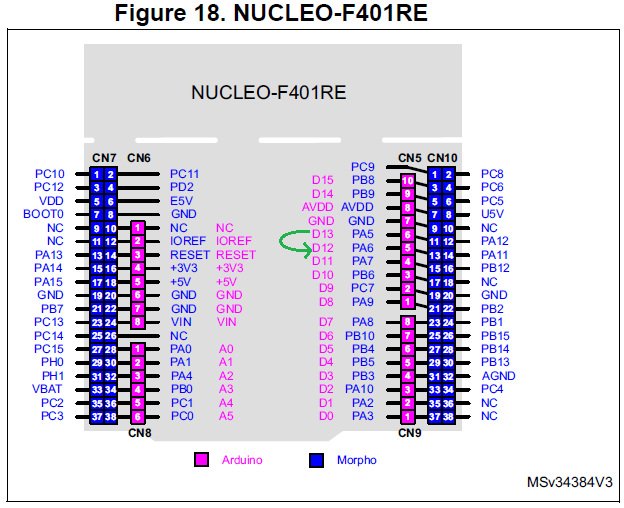 Figure 18. NUCLEO-F401RE
NUCLEO-F401RE
CN7 CN6 CN5 CN10
PC10 1 2 PC11 PC9 1 2 PC8
PC12 3 4 PD2 D15 PB8 10 3 4 PC6
VDD 5 6 E5V D14 PB9 9 5 6 PC5
BOOT0 7 8 GND AVDD AVDD 8 7 8 U5V
NC 9 10 1 NC NC GND GND 7 9 10 NC
NC 11 12 2 IOREF IOREF D13 PA5 6 11 12 PA12
PA13 13 14 3 RESET RESET D12 PA6 5 13 14 PA11
PA14 15 16 4 +3V3 +3V3 D11 PA7 4 15 16 PB12
PA15 17 18 5 +5V +5V D10 PB6 3 17 18 NC
GND 19 20 6 GND GND D9 PC7 2 19 20 GND
PB7 21 22 7 GND GND D8 PA9 1 21 22 PB2
PC13 23 24 8 VIN VIN D7 PA8 8 23 24 PB1
PC14 25 26 NC D6 PB10 7 25 26 PB15
PC15 27 28 1 PA0 A0 D5 PB4 6 27 28 PB14
PH0 29 30 2 PA1 A1 D4 PB5 5 29 30 PB13
PH1 31 32 3 PA4 A2 D3 PB3 4 31 32 AGND
VBAT 33 34 4 PB0 A3 D2 PA10 3 33 34 PC4
PC2 35 36 5 PC1 A4 D1 PA2 2 35 36 NC
PC3 37 38 6 PC0 A5 D0 PA3 1 37 38 NC
CN8 CN9
Arduino Morpho
MSv34384V3